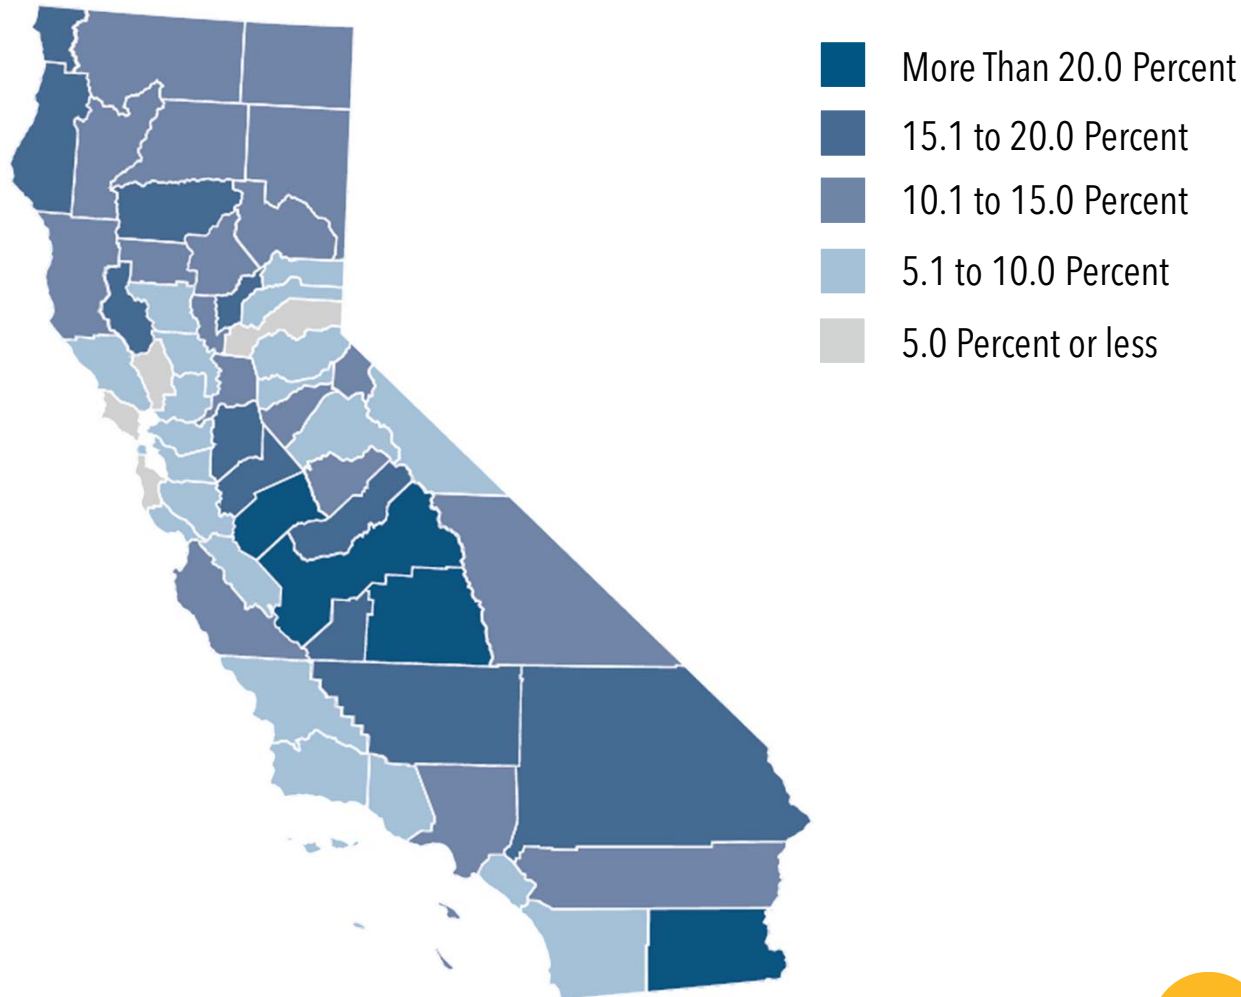 More Than 20.0 Percent
15.1 to 20.0 Percent
10.1 to 15.0 Percent
5.1 to 10.0 Percent
5.0 Percent or less